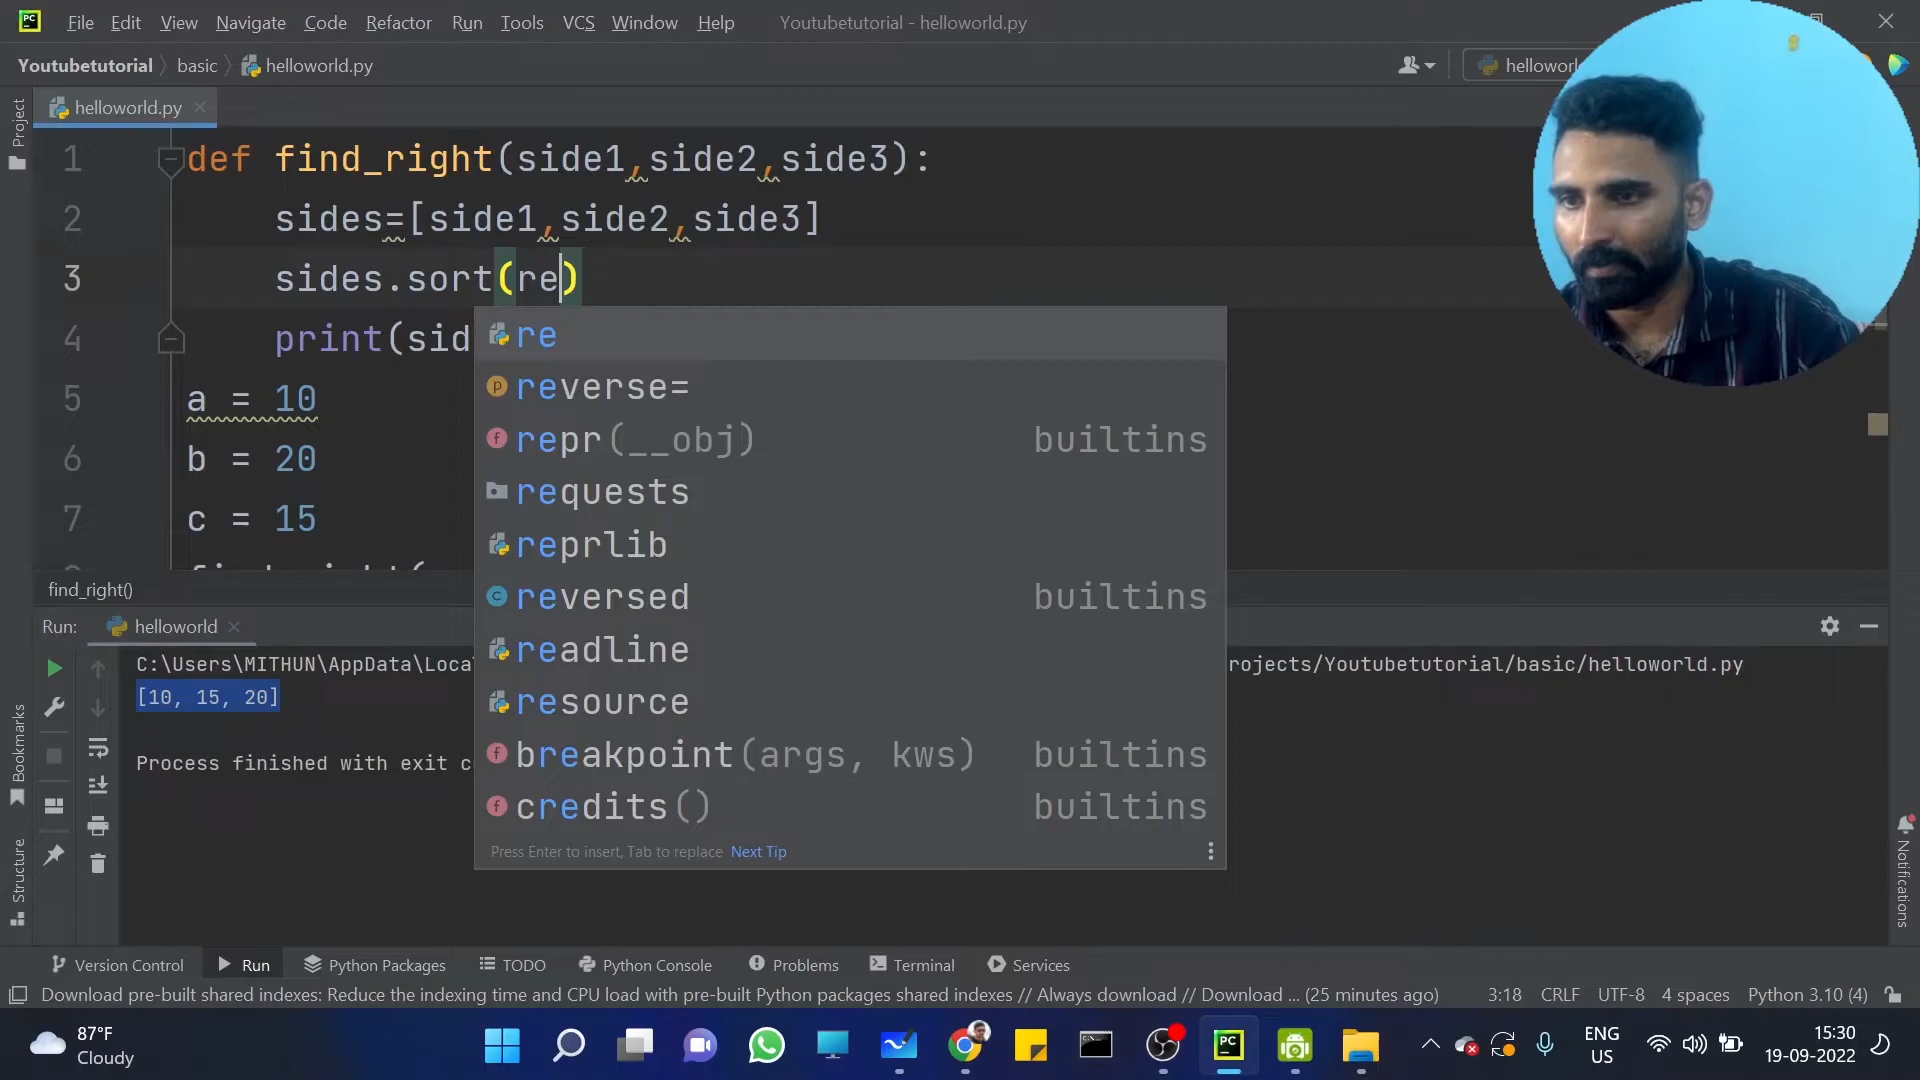 File Edit View Navigate Code Refactor Run Tools VCS Window Help Youtubetutorial - helloworld.py
Youtubetutorial basic helloworld.py
Project
helloworld.py
1 def find_right(side1,side2,side3):
2 sides=[side1,side2,side3]
3 sides.sort(re)
4 print(sid
5 a = 10
6 b = 20
7 c = 15
re
reverse=
repr(__obj) builtins
requests
reprlib
reversed builtins
readline
resource
breakpoint(args, kws) builtins
credits() builtins
Press Enter to insert, Tab to replace Next Tip
find_right()
Run: helloworld
C:\Users\MITHUN\AppData\Loca rojects/Youtubetutorial/basic/helloworld.py
[10, 15, 20]
Process finished with exit c
Bookmarks
Structure
Notifications
Version Control Run Python Packages TODO Python Console Problems Terminal Services
Download pre-built shared indexes: Reduce the indexing time and CPU load with pre-built Python packages shared indexes // Always download // Download ... (25 minutes ago) 3:18 CRLF UTF-8 4 spaces Python 3.10 (4)
87°F
Cloudy
PC
ENG
US
15:30
19-09-2022